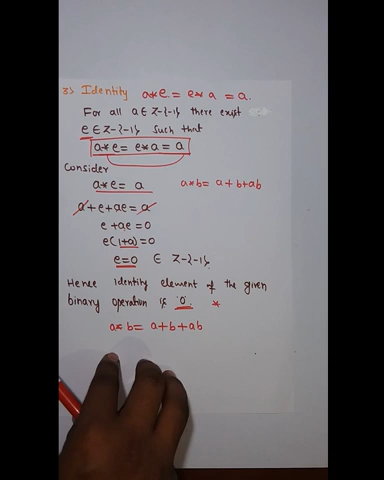 3) Identity a*e = e*a = a.
For all a ∈ Z-{-1} there exist
e ∈ Z-{-1} such that
a*e = e*a = a
Consider
a*e = a a*b = a+b+ab
a+e+ae = a
e+ae=0
e(1+a)=0
e=0 ∈ Z-{-1}.
Hence Identity element of the given
binary operation is '0'. *
a*b = a+b+ab